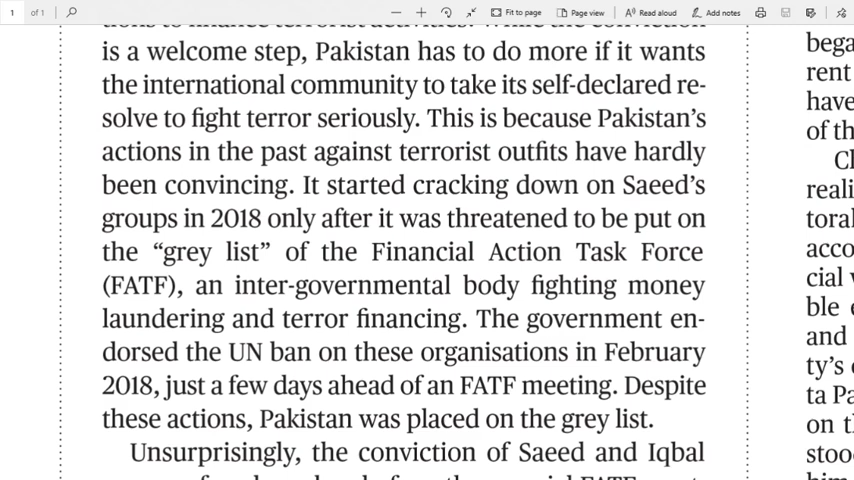 1 of 1 Fit to page Page view Read aloud Add notes
is a welcome step, Pakistan has to do more if it wants
the international community to take its self-declared re-
solve to fight terror seriously. This is because Pakistan's
actions in the past against terrorist outfits have hardly
been convincing. It started cracking down on Saeed's
groups in 2018 only after it was threatened to be put on
the “grey list” of the Financial Action Task Force
(FATF), an inter-governmental body fighting money
laundering and terror financing. The government en-
dorsed the UN ban on these organisations in February
2018, just a few days ahead of an FATF meeting. Despite
these actions, Pakistan was placed on the grey list.
Unsurprisingly, the conviction of Saeed and Iqbal
bega
rent
have
of th
Cl
reali
toral
acco
cial v
ble e
and
ty's
ta Pa
on t
stoo